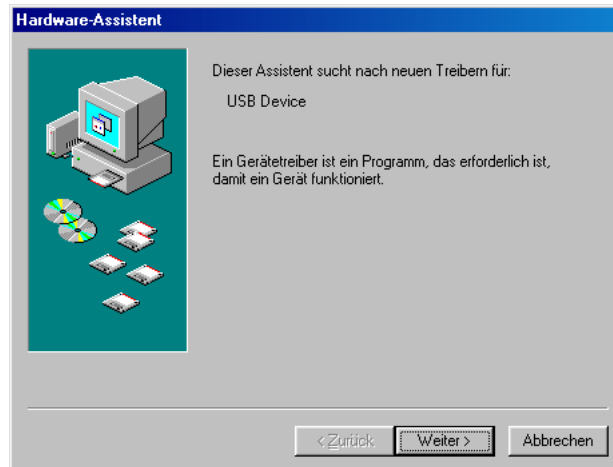 Hardware-Assistent
Dieser Assistent sucht nach neuen Treibern für:
USB Device
Ein Gerätetreiber ist ein Programm, das erforderlich ist,
damit ein Gerät funktioniert.
< Zurück
Weiter >
Abbrechen